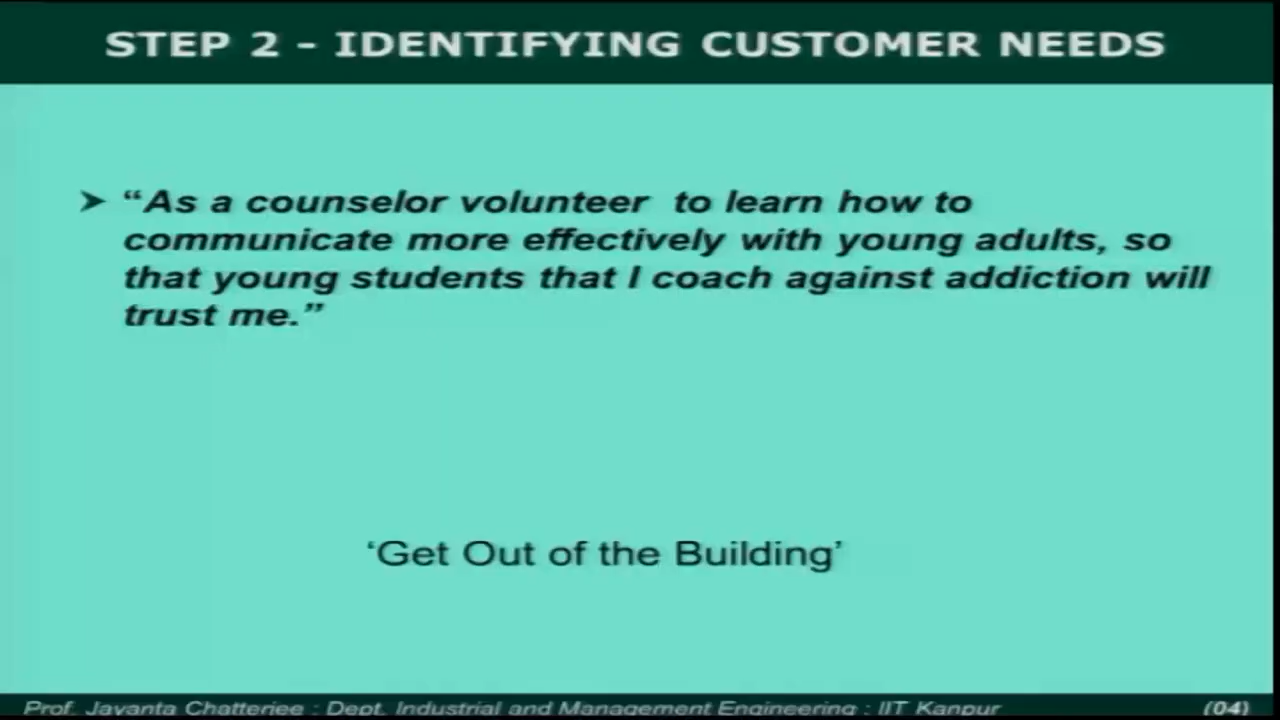 STEP 2 - IDENTIFYING CUSTOMER NEEDS
➤ “As a counselor volunteer to learn how to
communicate more effectively with young adults, so
that young students that I coach against addiction will
trust me.”
‘Get Out of the Building’
Prof. Jayanta Chatterjee : Dept. Industrial and Management Engineering : IIT Kanpur (04)